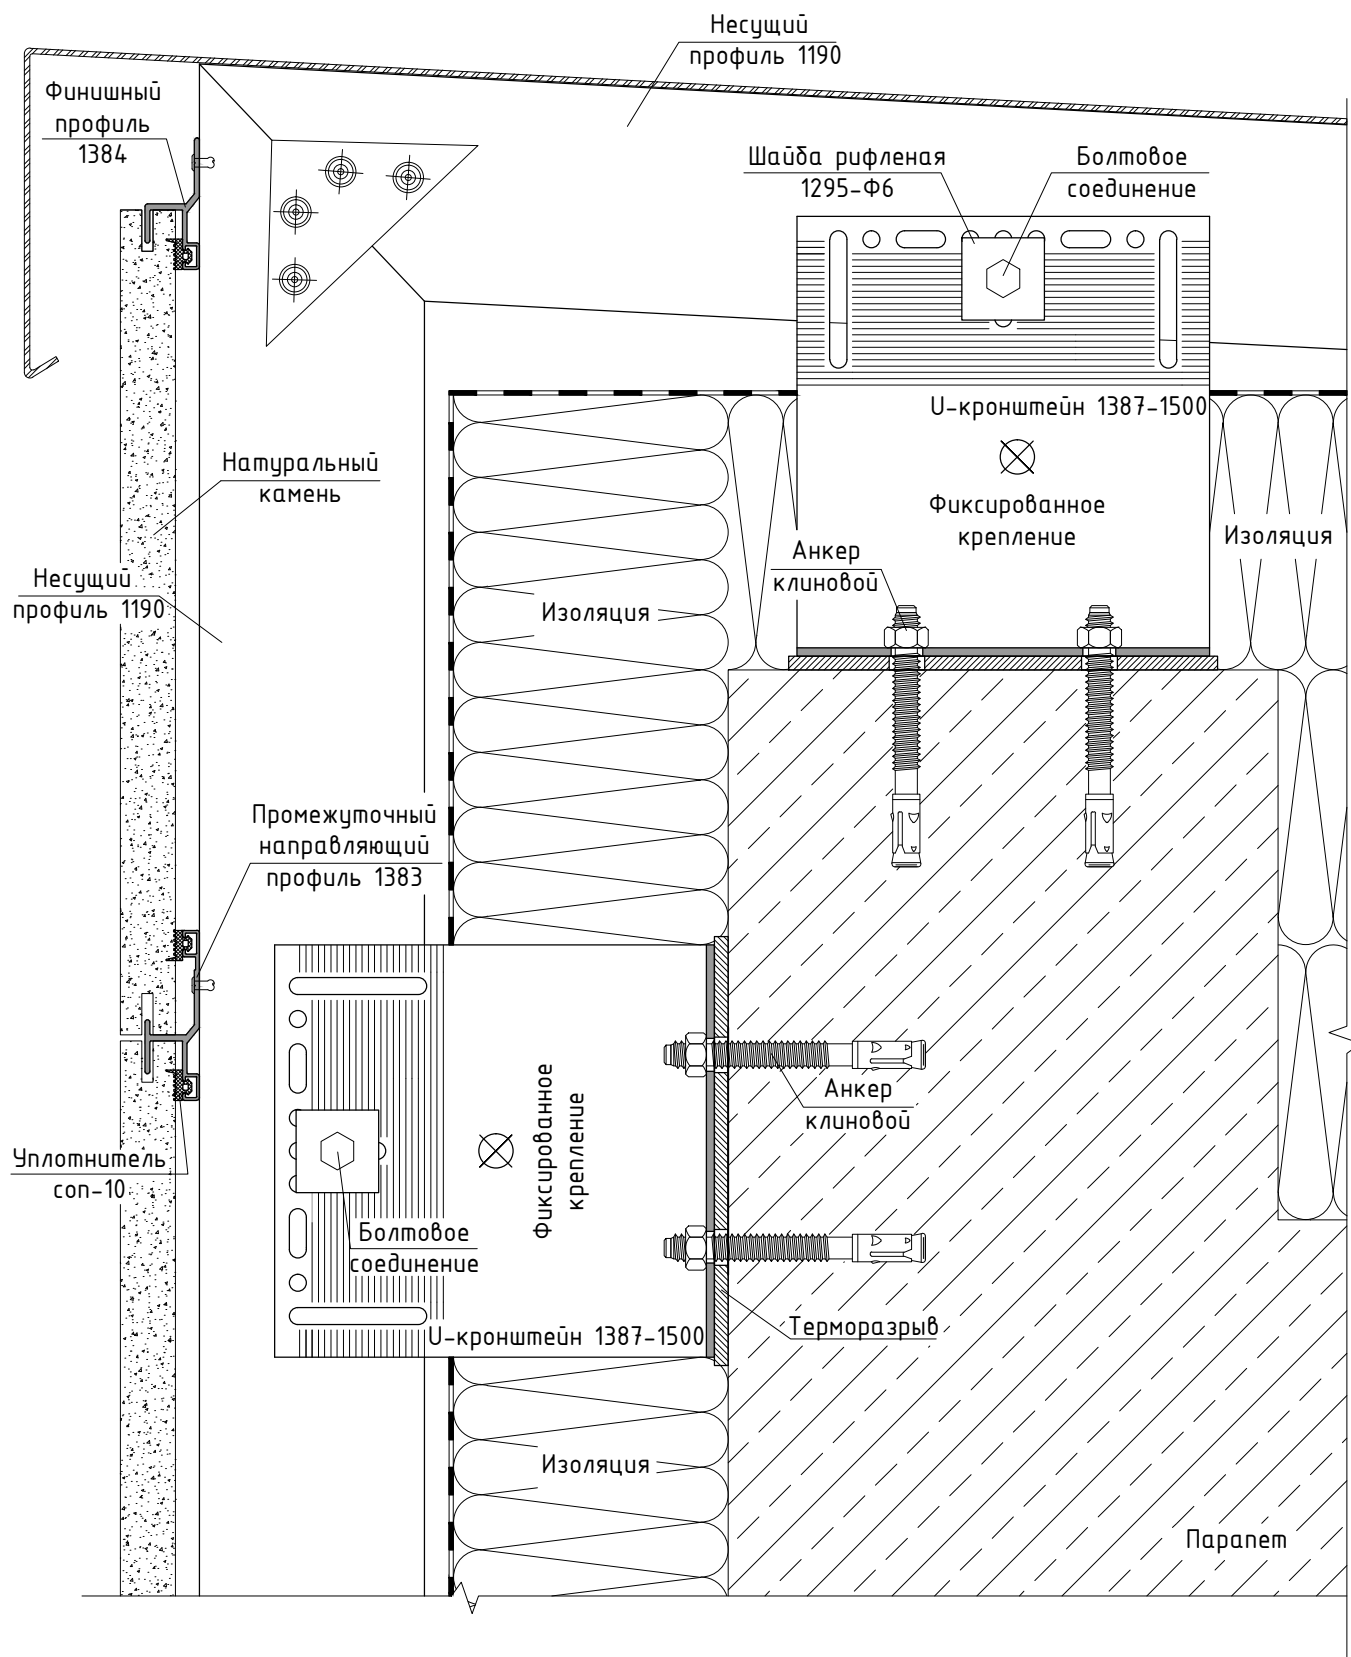 Несущий
профиль 1190
Финишный
профиль
1384
Шайба рифленая
1295-Ф6
Болтовое
соединение
U-кронштейн 1387-1500
Натуральный
камень
Фиксированное
крепление
Изоляция
Анкер
клиновой
Несущий
профиль 1190
Изоляция
Промежуточный
направляющий
профиль 1383
Фиксированное
крепление
Анкер
клиновой
Уплотнитель
соп-10
Болтовое
соединение
U-кронштейн 1387-1500
Терморазрыв
Изоляция
Парапет